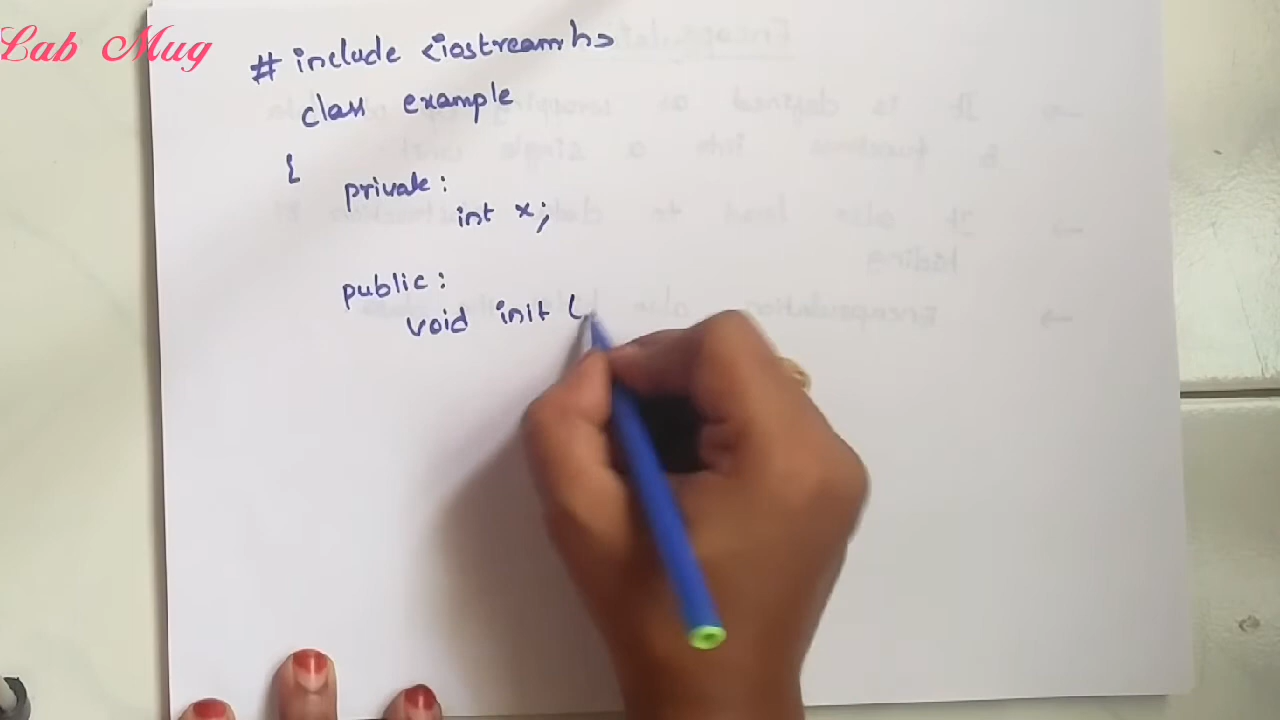 Lab Mug
# include <iostream.h>
class example
{
private:
int x;
public:
void init (